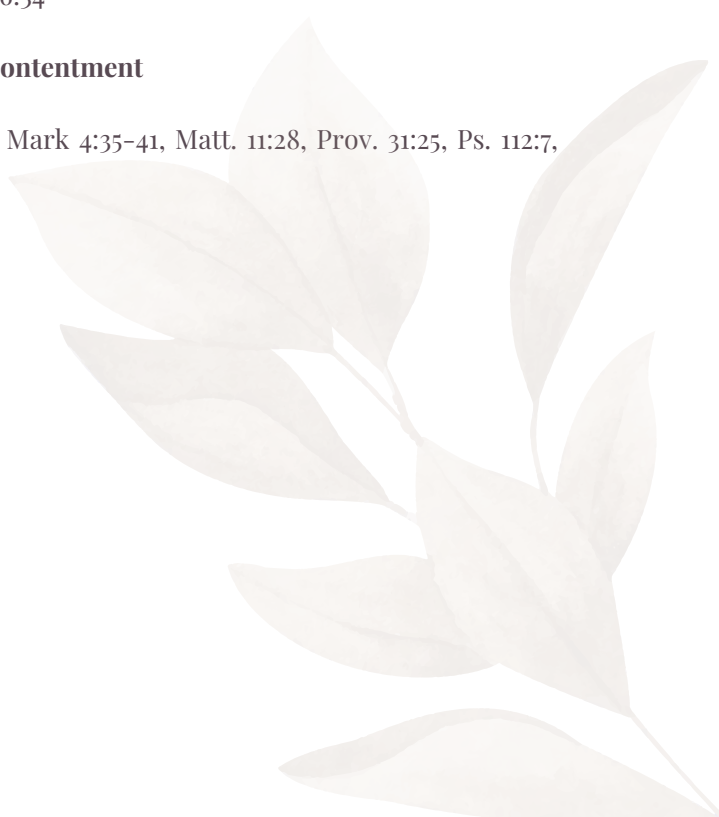 ontentment
Mark 4:35-41, Matt. 11:28, Prov. 31:25, Ps. 112:7,